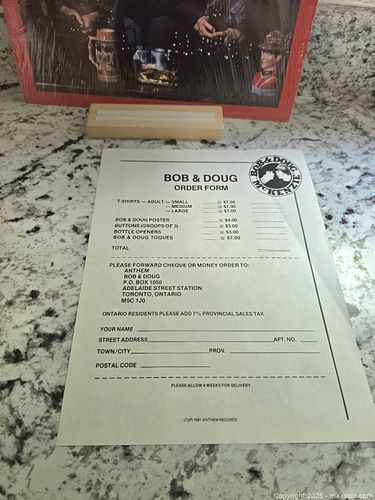 BOB & DOUG
ORDER FORM
BOB & DOUG
McKENZIE
T-SHIRTS — ADULT — SMALL @ $7.00
— MEDIUM @ $7.00
— LARGE @ $7.00
BOB & DOUG POSTER @ $4.00
BUTTONS (GROUPS OF 3) @ $3.00
BOTTLE OPENERS @ $3.00
BOB & DOUG TOQUES @ $7.00
TOTAL
PLEASE FORWARD CHEQUE OR MONEY ORDER TO:
ANTHEM
BOB & DOUG
P.O. BOX 1050
ADELAIDE STREET STATION
TORONTO, ONTARIO
M5C 1J0
ONTARIO RESIDENTS PLEASE ADD 7% PROVINCIAL SALES TAX
YOUR NAME
STREET ADDRESS APT. NO.
TOWN/CITY PROV.
POSTAL CODE
PLEASE ALLOW 8 WEEKS FOR DELIVERY.
(C)(P) 1981 ANTHEM RECORDS
Copyright 2025 - maxsold.com